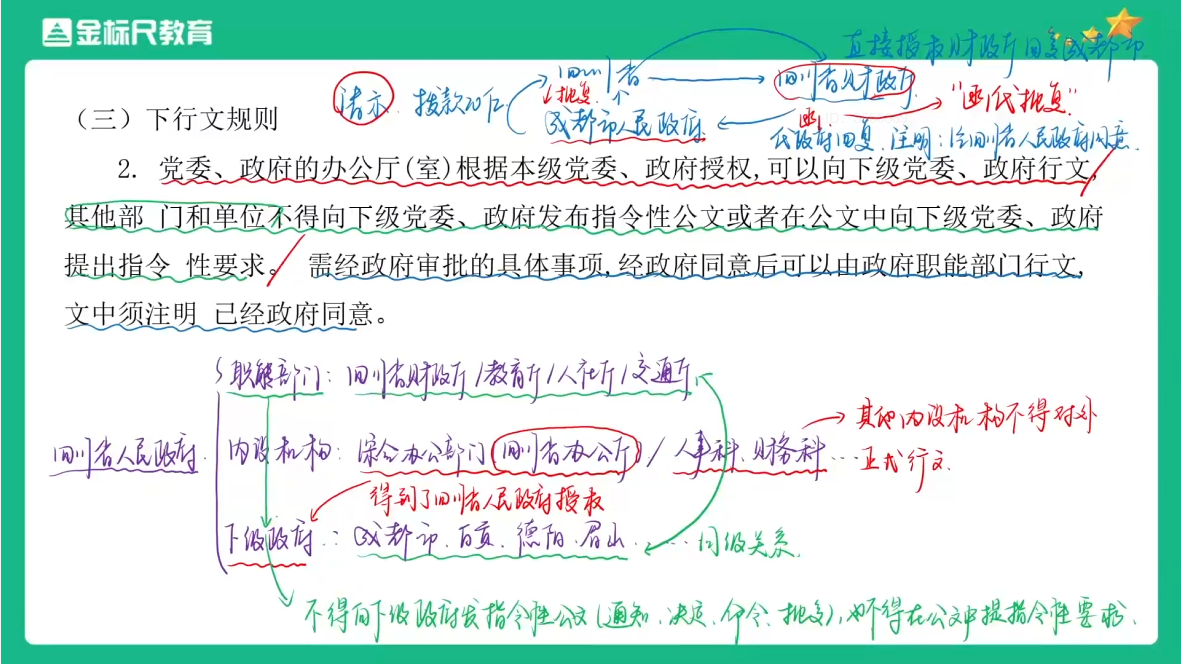 金标尺教育
直接授权财政厅回复成都市
四川省 四川省财政厅
请示 拨款20亿 批复 函 "函代批复"
成都市人民政府
代政府回复 注明:经四川省人民政府同意
(三)下行文规则
2. 党委、政府的办公厅(室)根据本级党委、政府授权,可以向下级党委、政府行文,
其他部 门和单位不得向下级党委、政府发布指令性公文或者在公文中向下级党委、政府
提出指令 性要求。 需经政府审批的具体事项,经政府同意后可以由政府职能部门行文,
文中须注明 已经政府同意。
职能部门:四川省财政厅/教育厅/人社厅/交通厅
其他内设机构不得对外
四川省人民政府 内设机构:综合办公部门(四川省办公厅)/人事科、财务科…正式行文
得到了四川省人民政府授权
下级政府:成都市、自贡、德阳、眉山…… 同级关系
不得向下级政府发指令性公文(通知、决定、命令、批复),也不得在公文中提指令性要求.